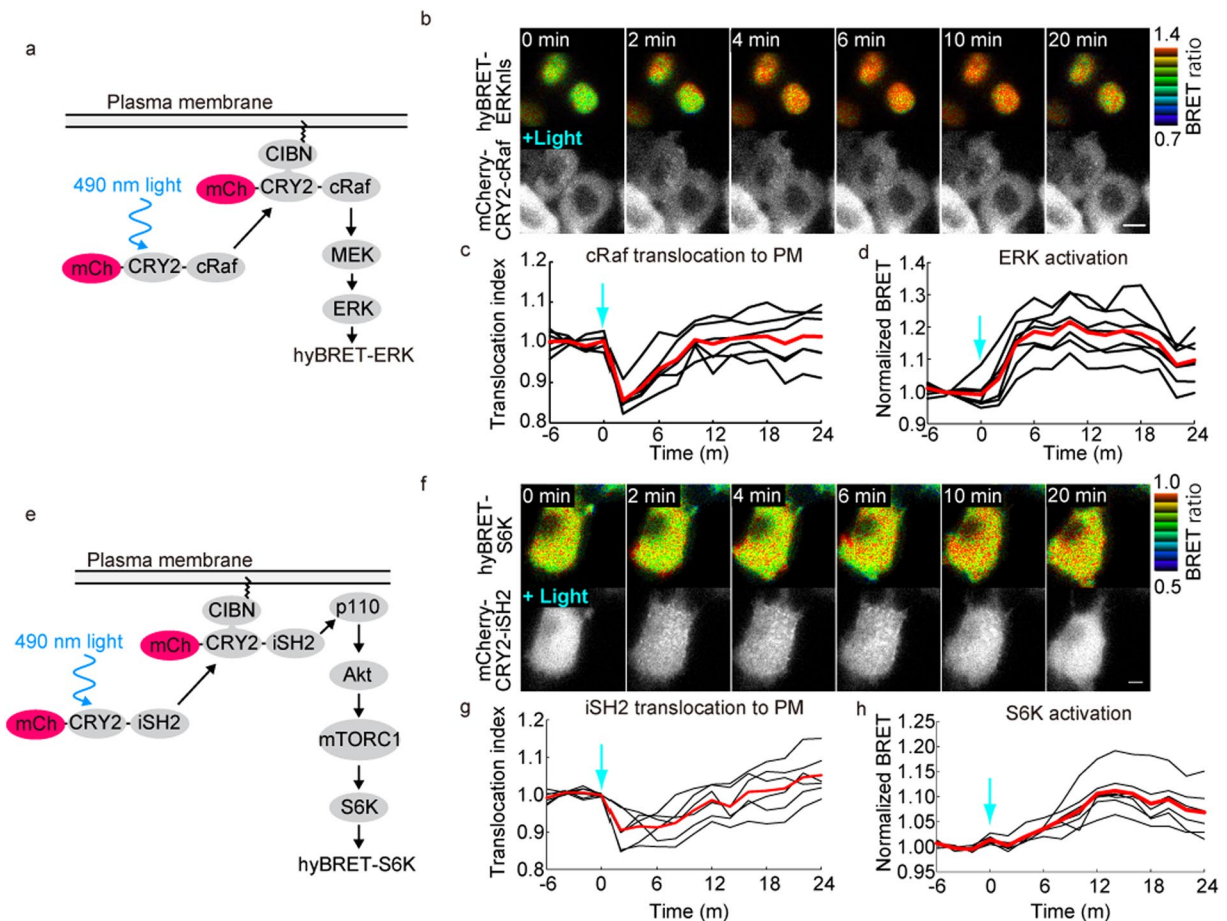 a
Plasma membrane
CIBN
490 nm light
mCh
CRY2
cRaf
mCh
CRY2
cRaf
MEK
ERK
hyBRET-ERK
b
hyBRET-
ERKnls
0 min
2 min
4 min
6 min
10 min
20 min
1.4
BRET ratio
0.7
+Light
mCherry-
CRY2-cRaf
c
cRaf translocation to PM
Translocation index
1.2
1.1
1.0
0.9
0.8
-6
0
6
12
18
24
Time (m)
d
ERK activation
Normalized BRET
1.4
1.3
1.2
1.1
1.0
0.9
-6
0
6
12
18
24
Time (m)
e
Plasma membrane
CIBN
p110
490 nm light
mCh
CRY2
iSH2
mCh
CRY2
iSH2
Akt
mTORC1
S6K
hyBRET-S6K
f
hyBRET-
S6K
0 min
2 min
4 min
6 min
10 min
20 min
1.0
BRET ratio
0.5
+ Light
mCherry-
CRY2-iSH2
g
iSH2 translocation to PM
Translocation index
1.2
1.1
1.0
0.9
0.8
-6
0
6
12
18
24
Time (m)
h
S6K activation
Normalized BRET
1.25
1.20
1.15
1.10
1.05
1.00
0.95
-6
0
6
12
18
24
Time (m)